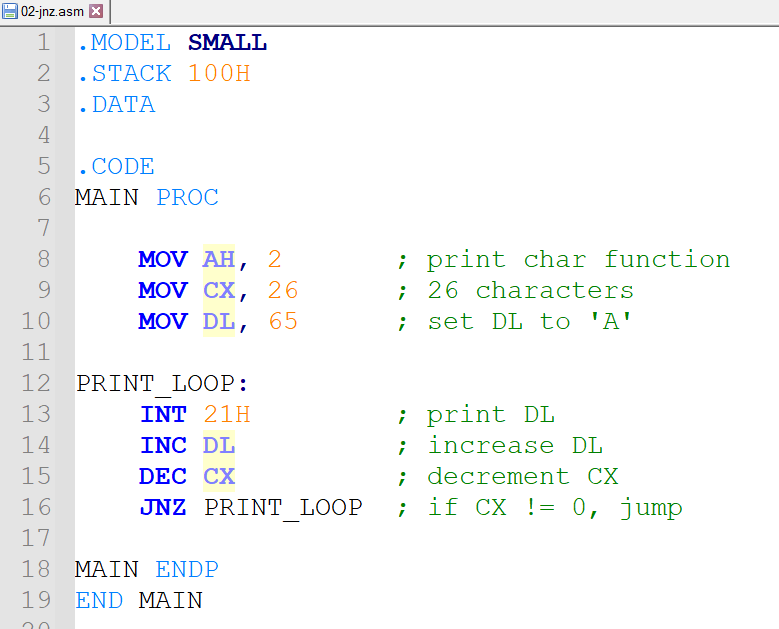 02-jnz.asm
1 .MODEL SMALL
2 .STACK 100H
3 .DATA
4
5 .CODE
6 MAIN PROC
7
8     MOV AH, 2       ; print char function
9     MOV CX, 26      ; 26 characters
10     MOV DL, 65      ; set DL to 'A'
11
12 PRINT_LOOP:
13     INT 21H         ; print DL
14     INC DL          ; increase DL
15     DEC CX          ; decrement CX
16     JNZ PRINT_LOOP  ; if CX != 0, jump
17
18 MAIN ENDP
19 END MAIN
20